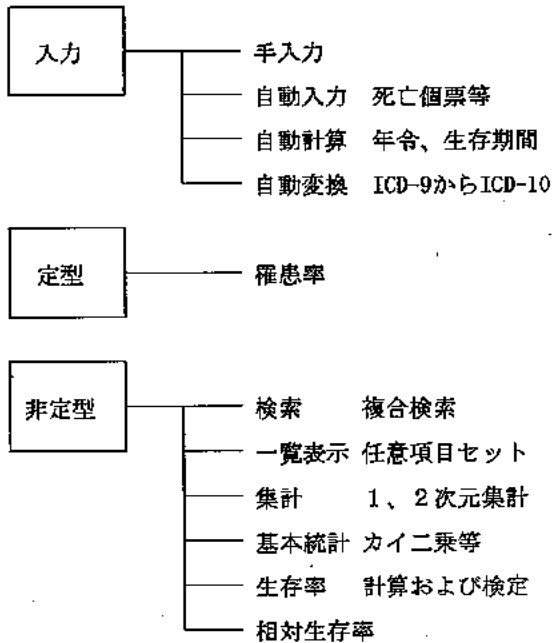 入力
手入力
自動入力　死亡個票等
自動計算　年令、生存期間
自動変換　ICD-9からICD-10
定型
罹患率
非定型
検索　複合検索
一覧表示　任意項目セット
集計　１、２次元集計
基本統計　カイ二乗等
生存率　計算および検定
相対生存率